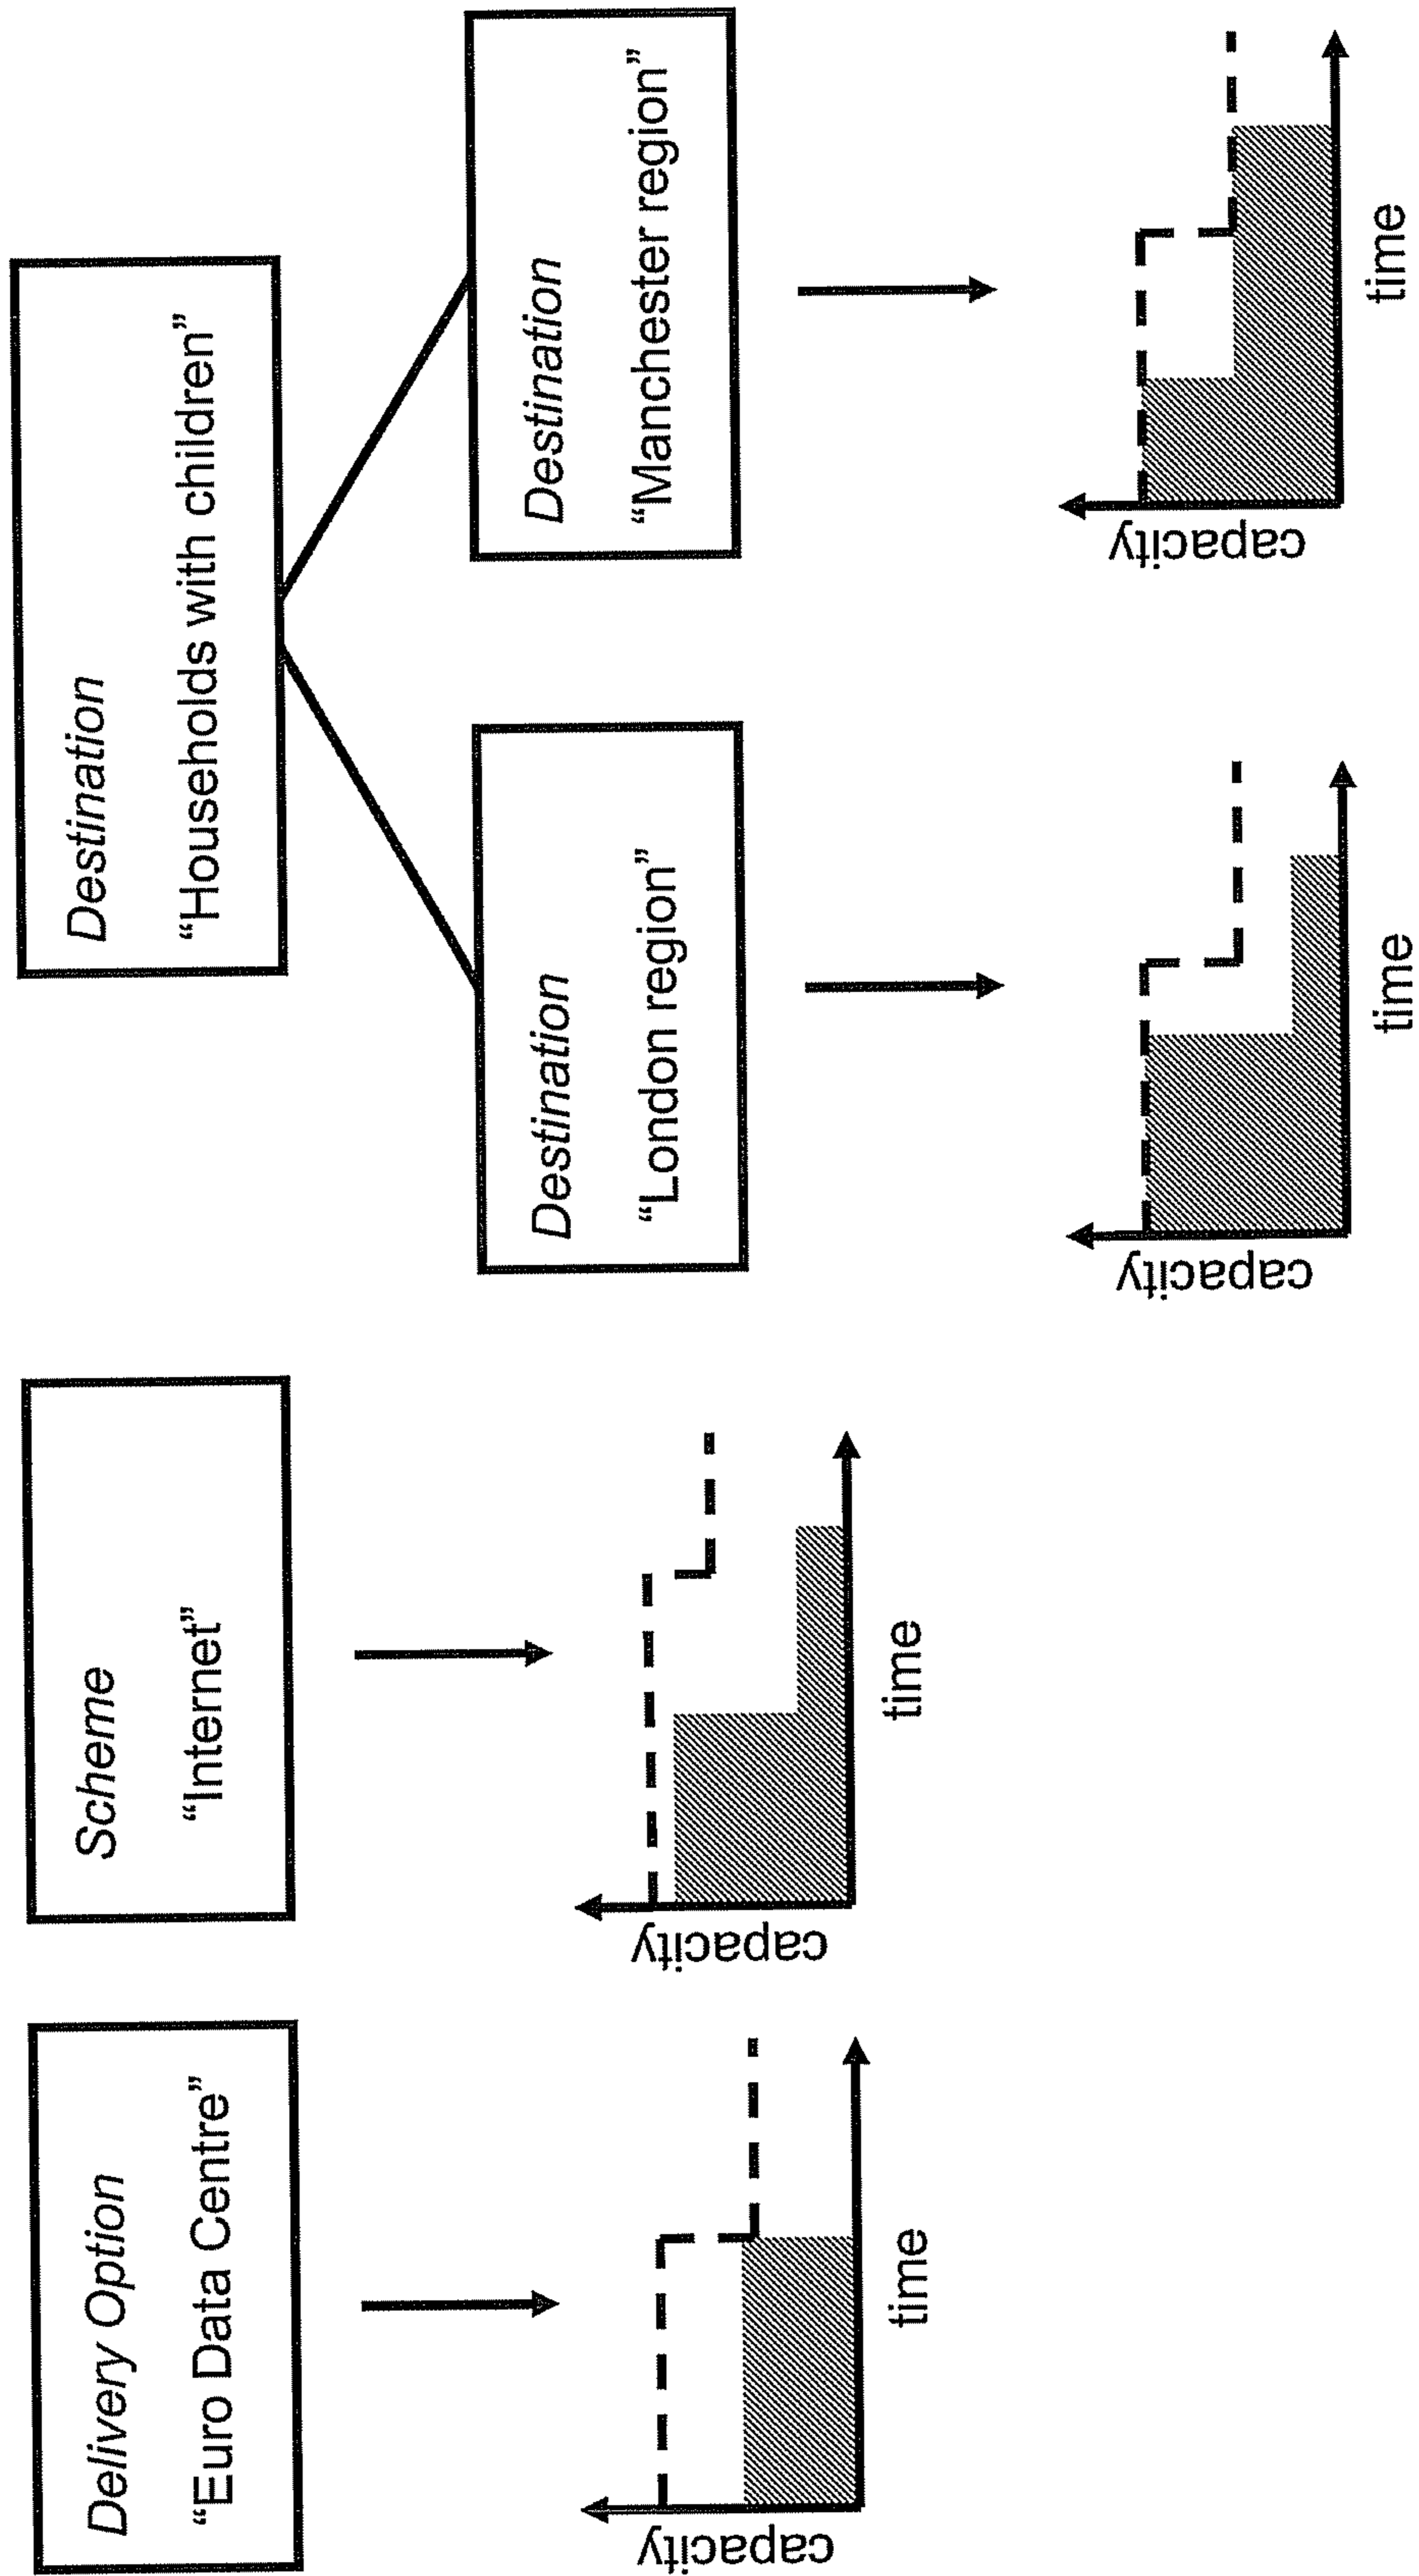 Delivery Option
“Euro Data Centre”
capacity
time
Scheme
“Internet”
capacity
time
Destination
“Households with children”
Destination
“London region”
capacity
time
Destination
“Manchester region”
capacity
time